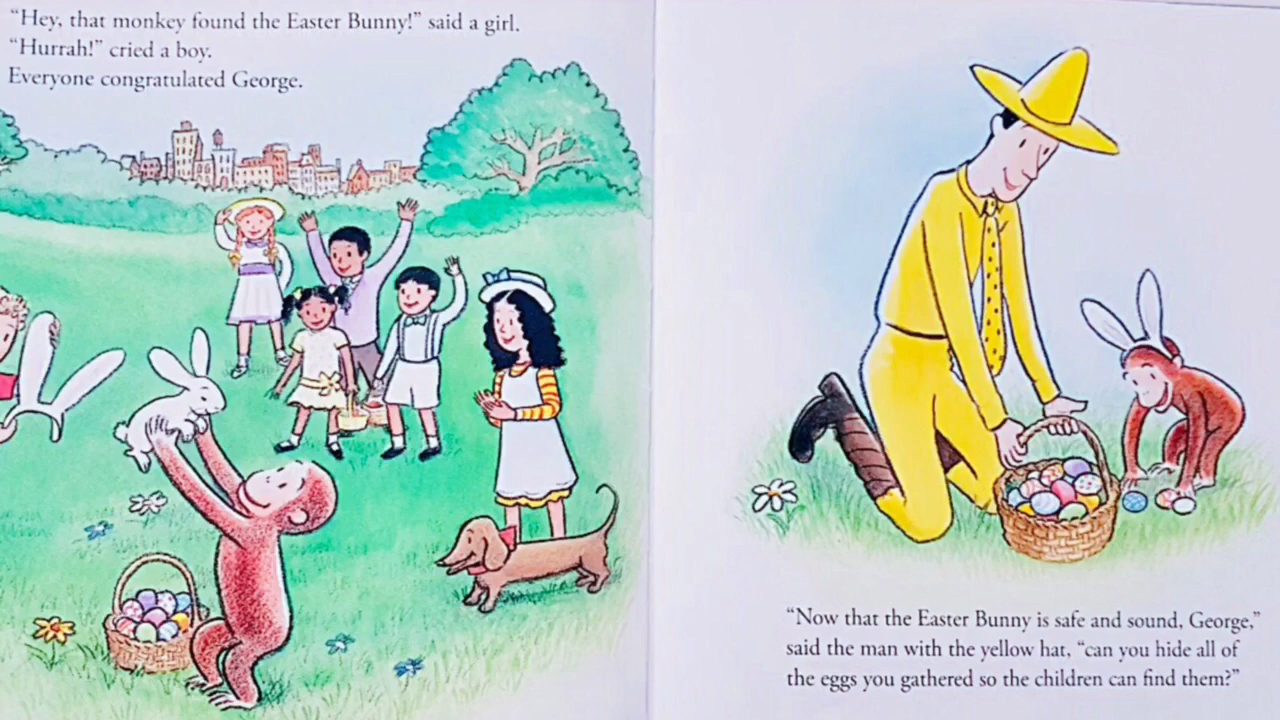 “Hey, that monkey found the Easter Bunny!” said a girl.
“Hurrah!” cried a boy.
Everyone congratulated George.
“Now that the Easter Bunny is safe and sound, George,”
said the man with the yellow hat, “can you hide all of
the eggs you gathered so the children can find them?”